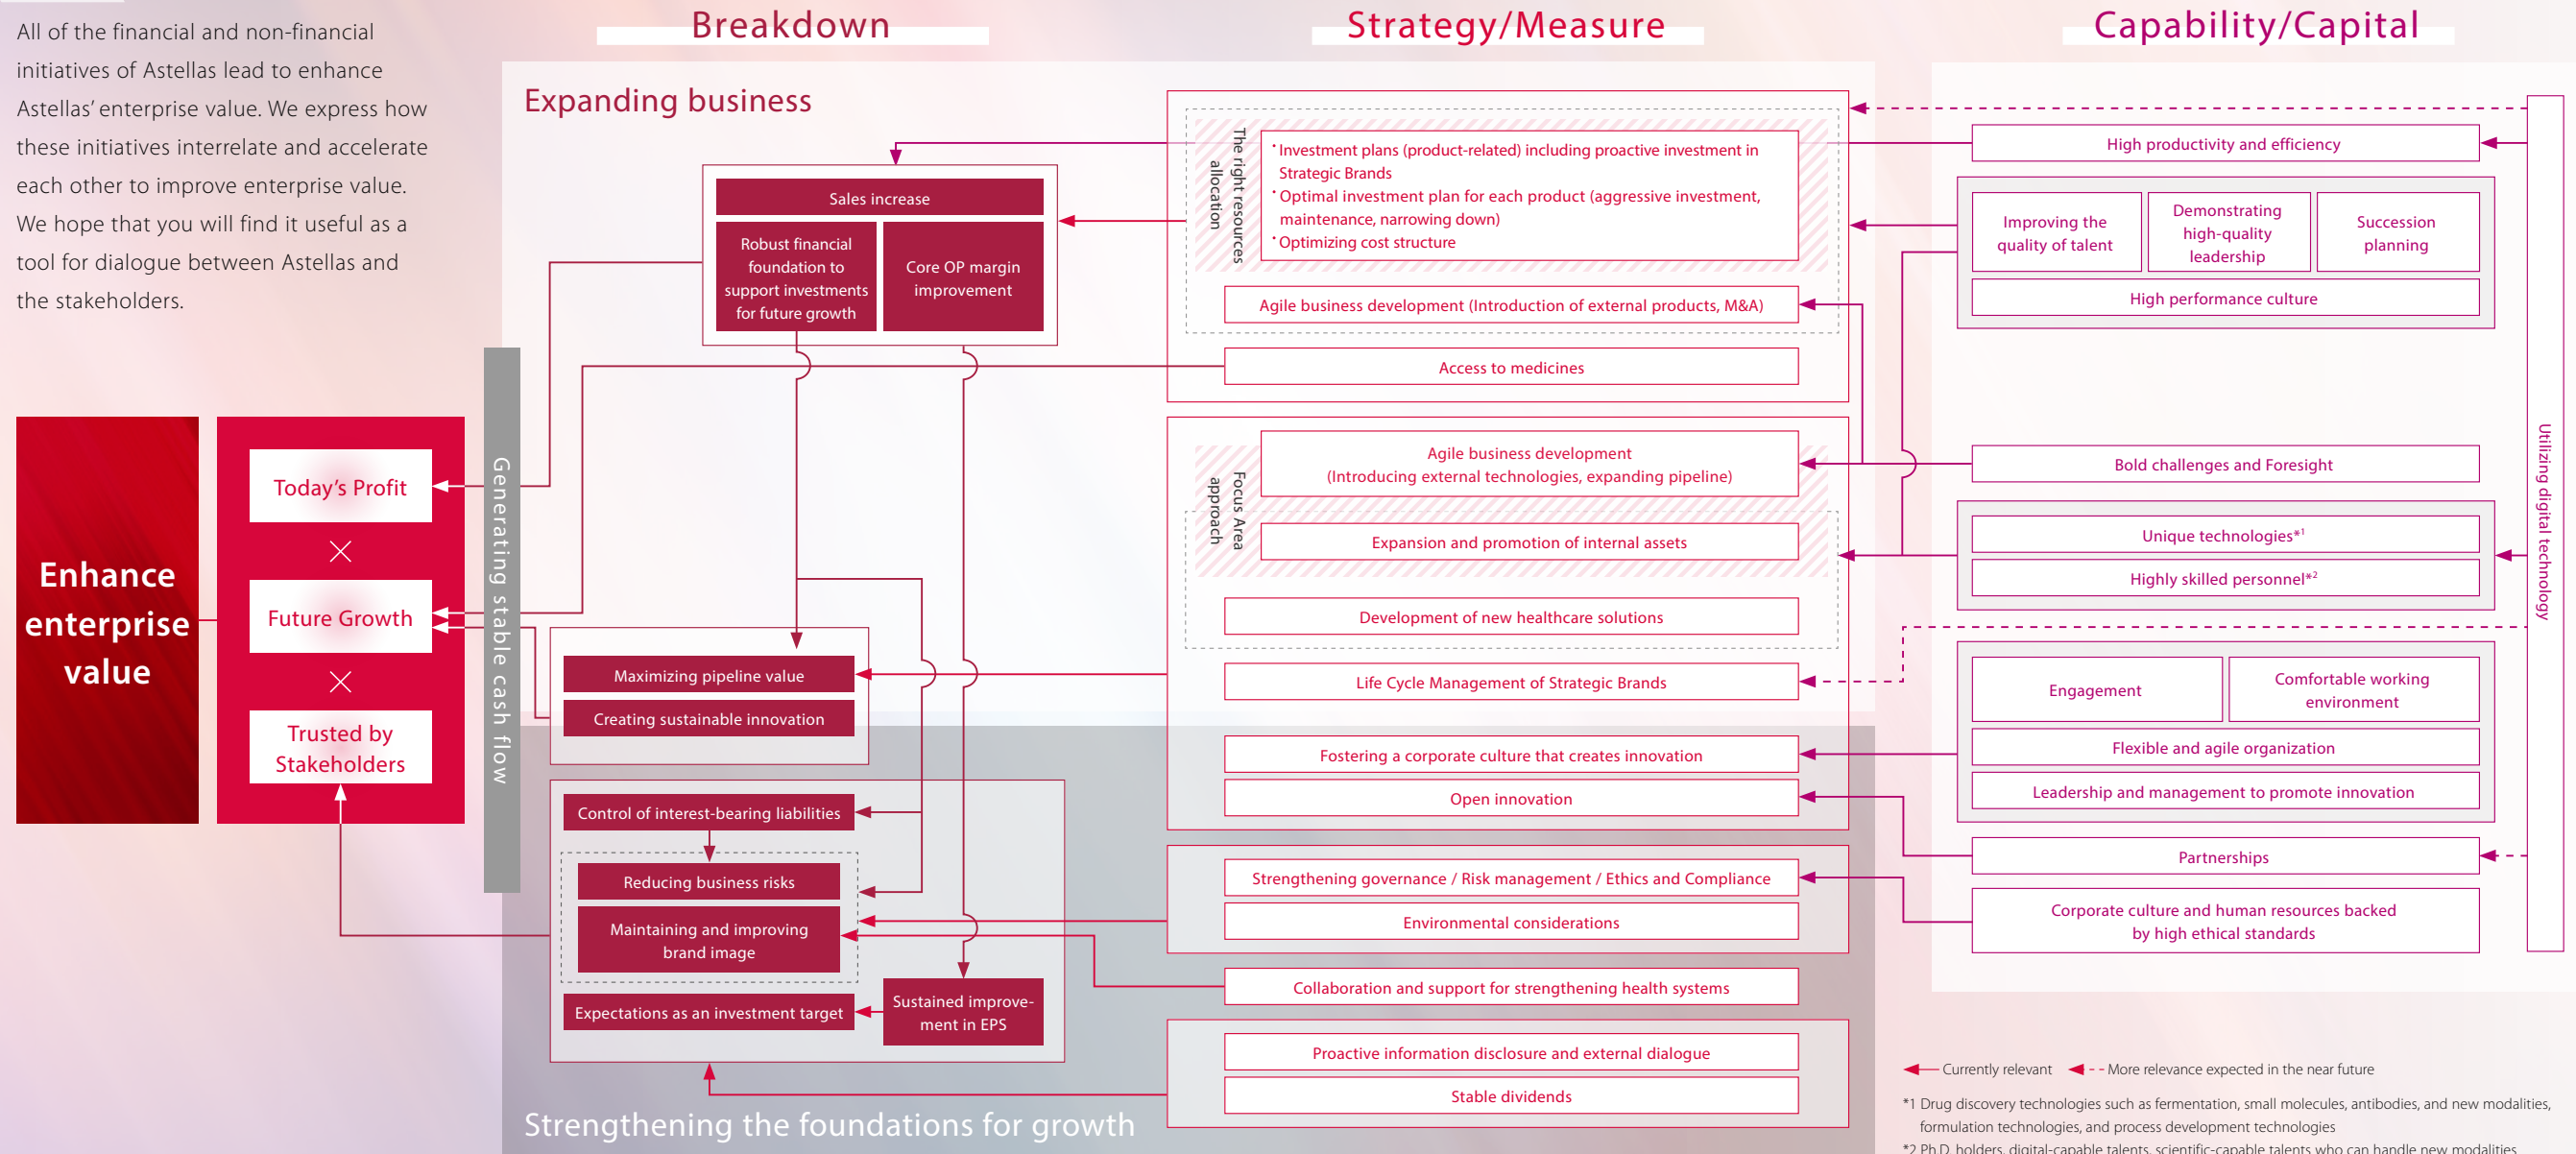 All of the financial and non-financial
initiatives of Astellas lead to enhance
Astellas’ enterprise value. We express how
these initiatives interrelate and accelerate
each other to improve enterprise value.
We hope that you will find it useful as a
tool for dialogue between Astellas and
the stakeholders.
Enhance
enterprise
value
Today’s Profit
×
Future Growth
×
Trusted by
Stakeholders
Generating stable cash flow
Breakdown
Expanding business
Sales increase
Robust financial
foundation to
support investments
for future growth
Core OP margin
improvement
Maximizing pipeline value
Creating sustainable innovation
Control of interest-bearing liabilities
Reducing business risks
Maintaining and improving
brand image
Expectations as an investment target
Sustained improve-
ment in EPS
Strengthening the foundations for growth
Strategy/Measure
The right resources
allocation
• Investment plans (product-related) including proactive investment in
Strategic Brands
• Optimal investment plan for each product (aggressive investment,
maintenance, narrowing down)
• Optimizing cost structure
Agile business development (Introduction of external products, M&A)
Access to medicines
Focus Area
approach
Agile business development
(Introducing external technologies, expanding pipeline)
Expansion and promotion of internal assets
Development of new healthcare solutions
Life Cycle Management of Strategic Brands
Fostering a corporate culture that creates innovation
Open innovation
Strengthening governance / Risk management / Ethics and Compliance
Environmental considerations
Collaboration and support for strengthening health systems
Proactive information disclosure and external dialogue
Stable dividends
Capability/Capital
High productivity and efficiency
Improving the
quality of talent
Demonstrating
high-quality
leadership
Succession
planning
High performance culture
Bold challenges and Foresight
Unique technologies*1
Highly skilled personnel*2
Engagement
Comfortable working
environment
Flexible and agile organization
Leadership and management to promote innovation
Partnerships
Corporate culture and human resources backed
by high ethical standards
Utilizing digital technology
Currently relevant
More relevance expected in the near future
*1 Drug discovery technologies such as fermentation, small molecules, antibodies, and new modalities,
formulation technologies, and process development technologies
*2 Ph.D. holders, digital-capable talents, scientific-capable talents who can handle new modalities